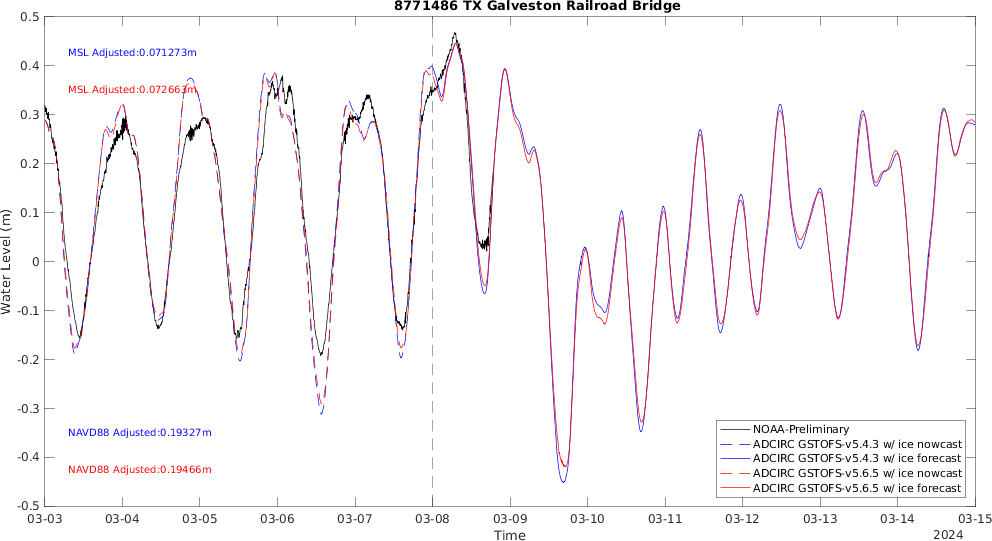 8771486 TX Galveston Railroad Bridge
0.5
0.4
0.3
0.2
0.1
0
-0.1
-0.2
-0.3
-0.4
-0.5
Water Level (m)
MSL Adjusted:0.071273m
MSL Adjusted:0.072663m
NAVD88 Adjusted:0.19327m
NAVD88 Adjusted:0.19466m
NOAA-Preliminary
ADCIRC GSTOFS-v5.4.3 w/ ice nowcast
ADCIRC GSTOFS-v5.4.3 w/ ice forecast
ADCIRC GSTOFS-v5.6.5 w/ ice nowcast
ADCIRC GSTOFS-v5.6.5 w/ ice forecast
03-03 03-04 03-05 03-06 03-07 03-08 03-09 03-10 03-11 03-12 03-13 03-14 03-15
Time
2024